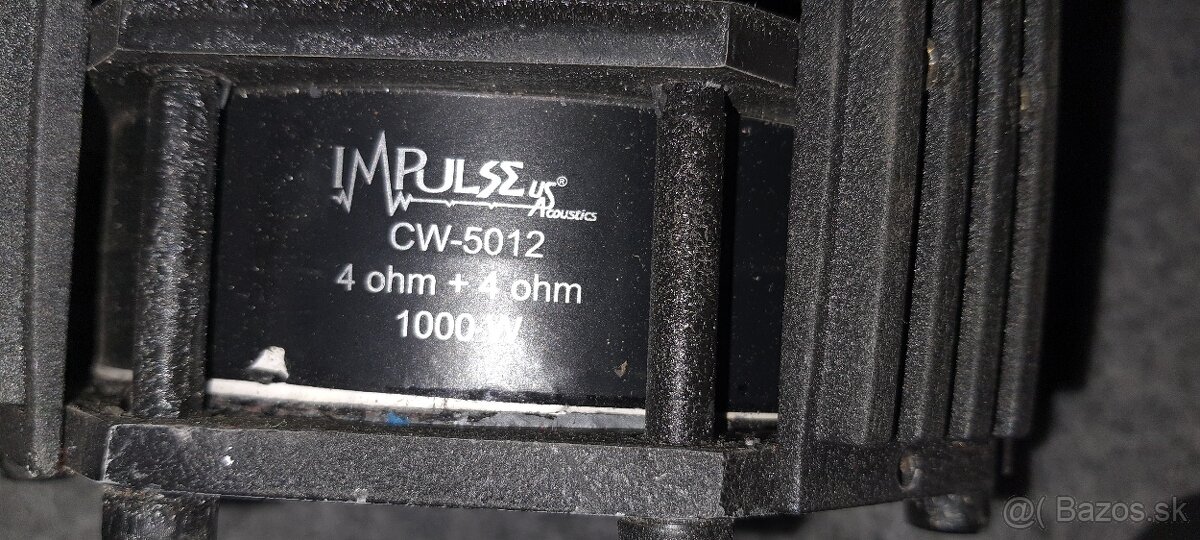 IMPULSE us®
Acoustics
CW-5012
4 ohm + 4 ohm
1000 W
@( Bazos.sk